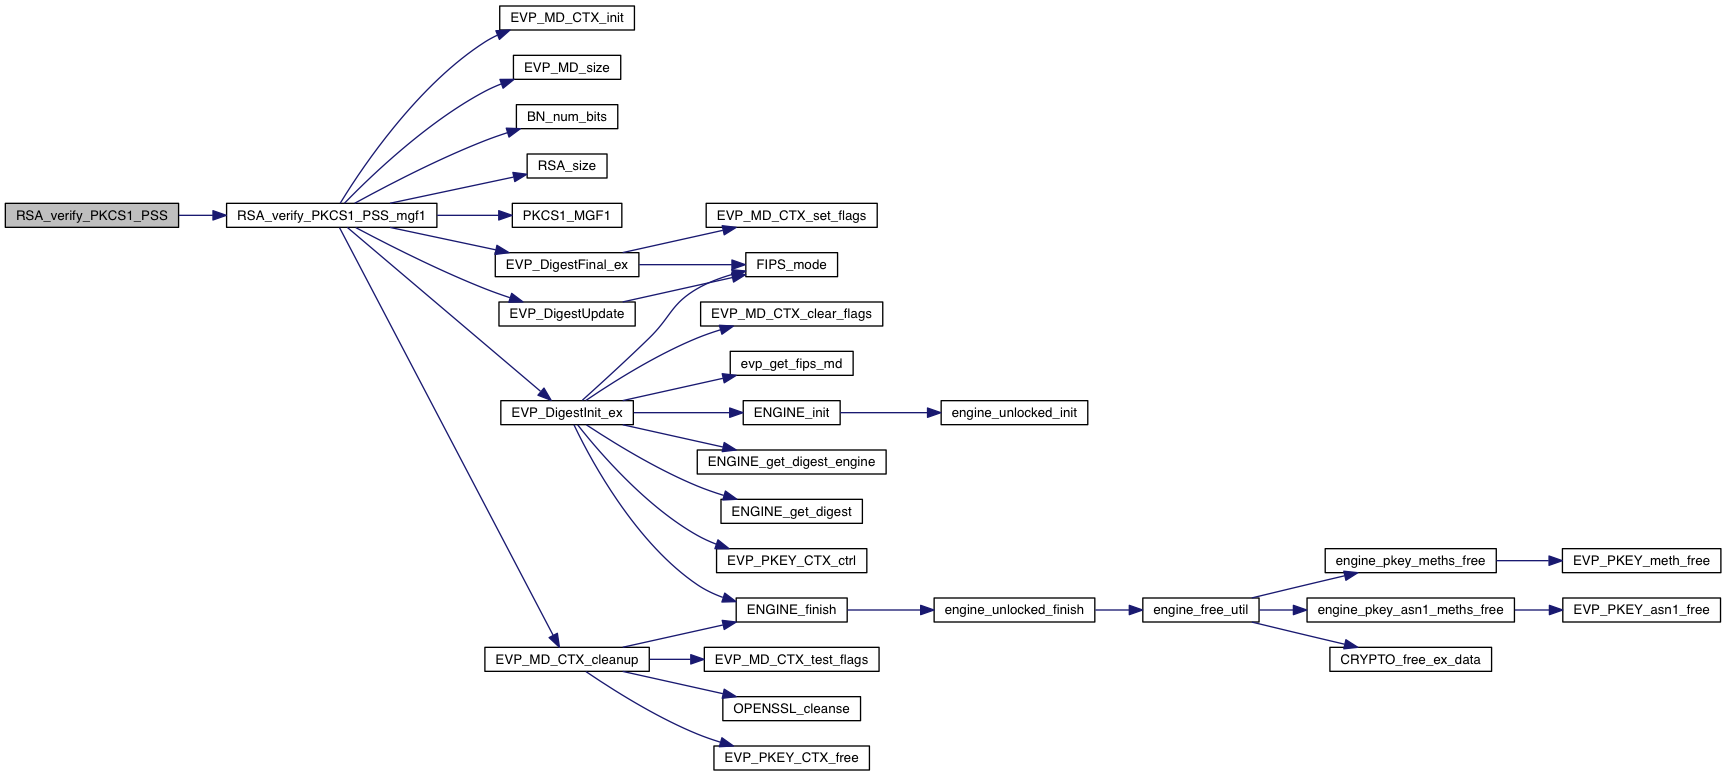 EVP_MD_CTX_init
EVP_MD_size
BN_num_bits
RSA_size
RSA_verify_PKCS1_PSS
RSA_verify_PKCS1_PSS_mgf1
PKCS1_MGF1
EVP_MD_CTX_set_flags
EVP_DigestFinal_ex
FIPS_mode
EVP_DigestUpdate
EVP_MD_CTX_clear_flags
evp_get_fips_md
EVP_DigestInit_ex
ENGINE_init
engine_unlocked_init
ENGINE_get_digest_engine
ENGINE_get_digest
EVP_PKEY_CTX_ctrl
engine_pkey_meths_free
EVP_PKEY_meth_free
ENGINE_finish
engine_unlocked_finish
engine_free_util
engine_pkey_asn1_meths_free
EVP_PKEY_asn1_free
EVP_MD_CTX_cleanup
EVP_MD_CTX_test_flags
CRYPTO_free_ex_data
OPENSSL_cleanse
EVP_PKEY_CTX_free